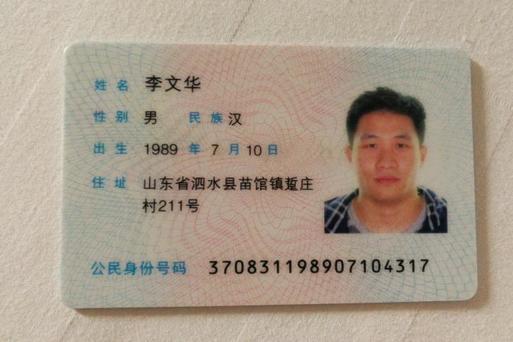 姓名 李文华
性别 男 民族 汉
出生 1989 年 7 月 10 日
住址 山东省泗水县苗馆镇踅庄
村211号
公民身份号码 370831198907104317